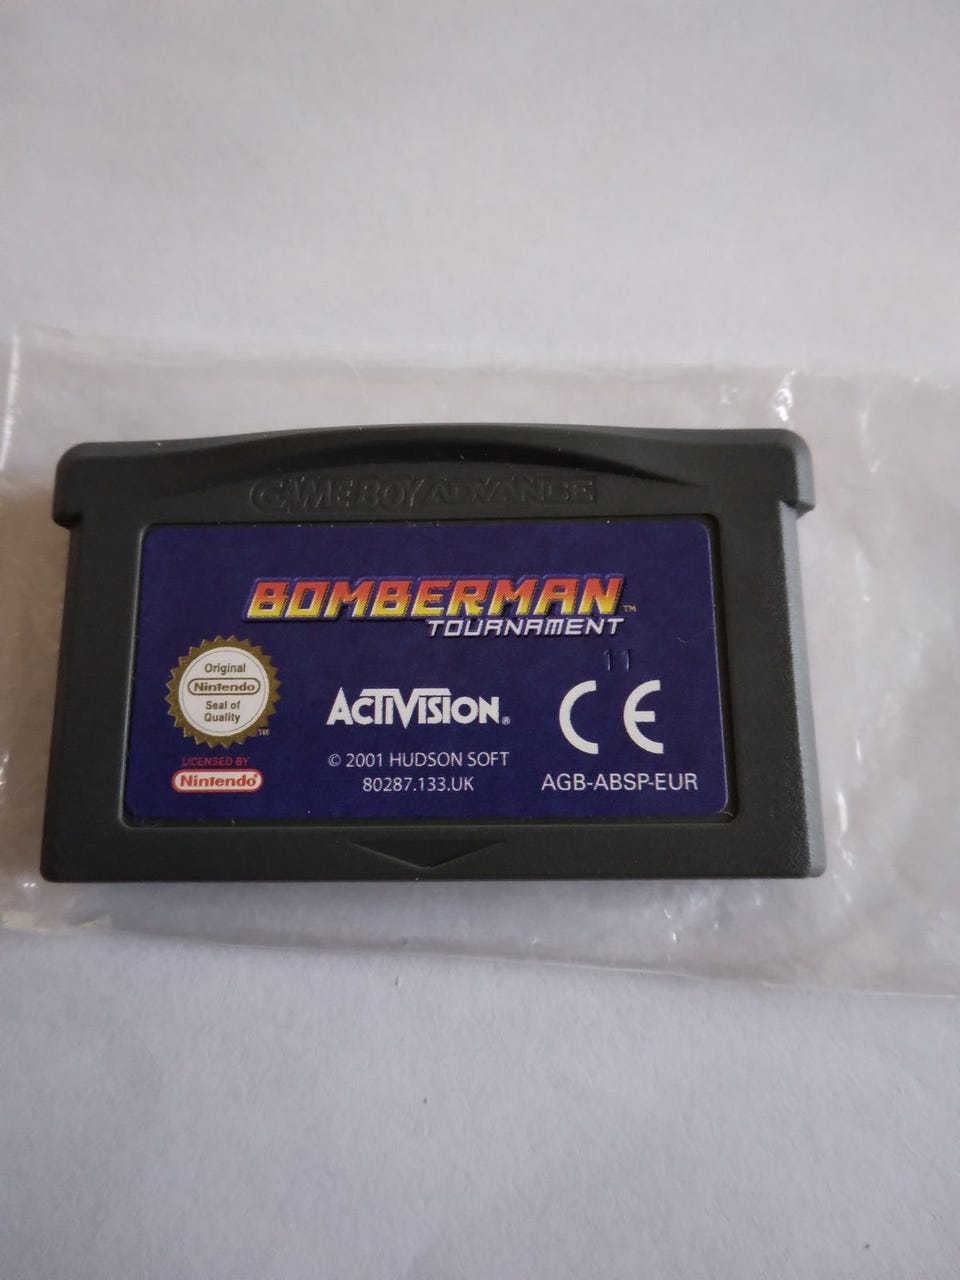 GAME BOY ADVANCE
BOMBERMAN™
TOURNAMENT
11
Original
Nintendo
Seal of
Quality
TM
LICENSED BY
Nintendo®
ACTIVISION®
© 2001 HUDSON SOFT
80287.133.UK
CE
AGB-ABSP-EUR